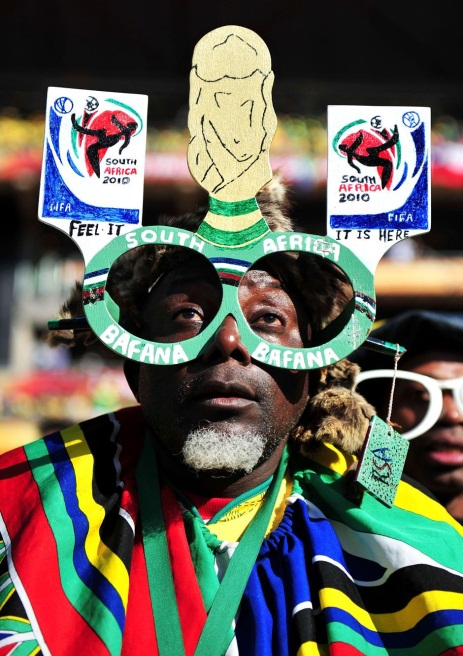 SOUTH
AFRICA
2010
FIFA
FEEL IT
SOUTH
AFRICA
2010
FIFA
IT IS HERE
SOUTH AFRICA
BAFANA BAFANA
RSA